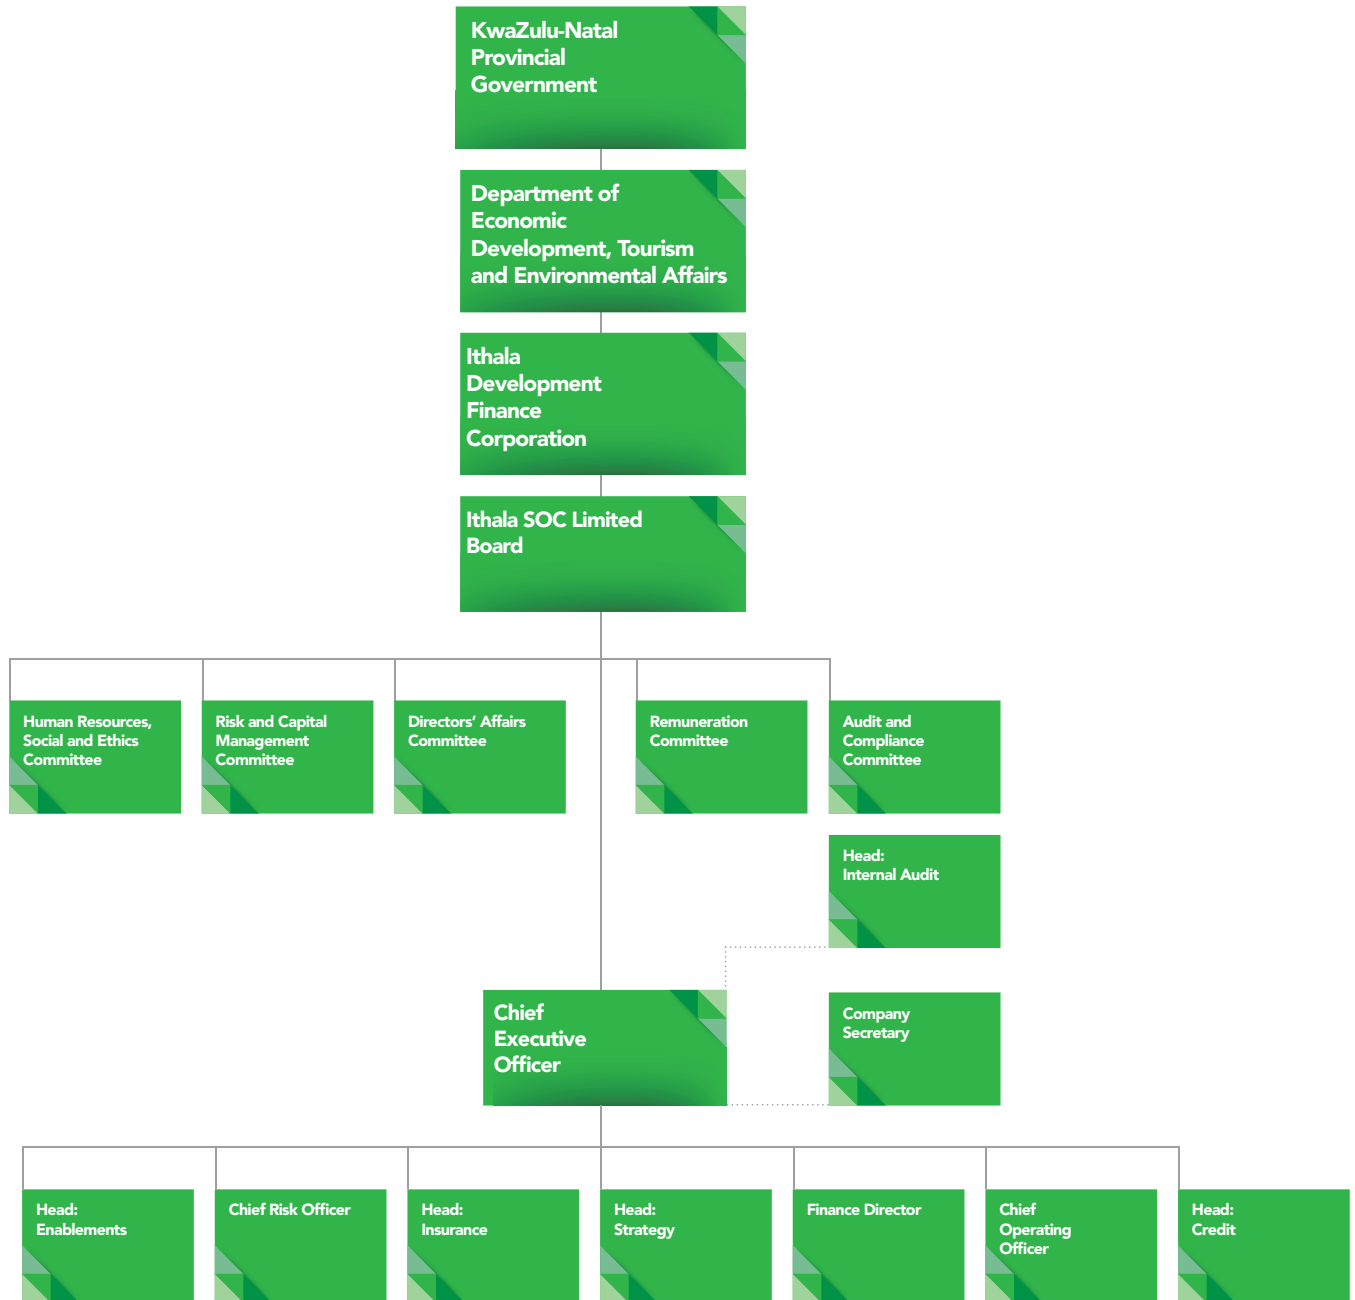 KwaZulu-Natal
Provincial
Government
Department of
Economic
Development, Tourism
and Environmental Affairs
Ithala
Development
Finance
Corporation
Ithala SOC Limited
Board
Human Resources,
Social and Ethics
Committee
Risk and Capital
Management
Committee
Directors’ Affairs
Committee
Remuneration
Committee
Audit and
Compliance
Committee
Head:
Internal Audit
Chief
Executive
Officer
Company
Secretary
Head:
Enablements
Chief Risk Officer
Head:
Insurance
Head:
Strategy
Finance Director
Chief
Operating
Officer
Head:
Credit